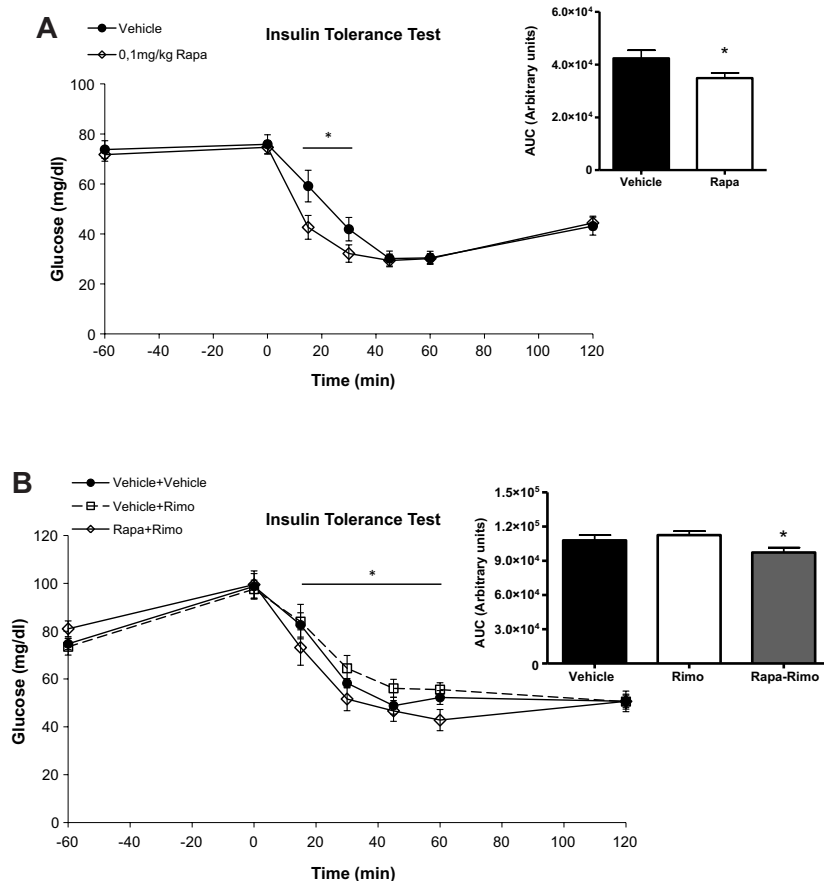 A
Vehicle
0,1mg/kg Rapa
Insulin Tolerance Test
Glucose (mg/dl)
100
80
60
40
20
0
*
-60
-40
-20
0
20
40
60
80
100
120
Time (min)
AUC (Arbitrary units)
6.0×10⁴
4.0×10⁴
2.0×10⁴
0
*
Vehicle
Rapa
B
Vehicle+Vehicle
Vehicle+Rimo
Rapa+Rimo
Insulin Tolerance Test
Glucose (mg/dl)
120
100
80
60
40
20
0
*
-60
-40
-20
0
20
40
60
80
100
120
Time (min)
AUC (Arbitrary units)
1.5×10⁵
1.2×10⁵
9.0×10⁴
6.0×10⁴
3.0×10⁴
0
*
Vehicle
Rimo
Rapa-Rimo